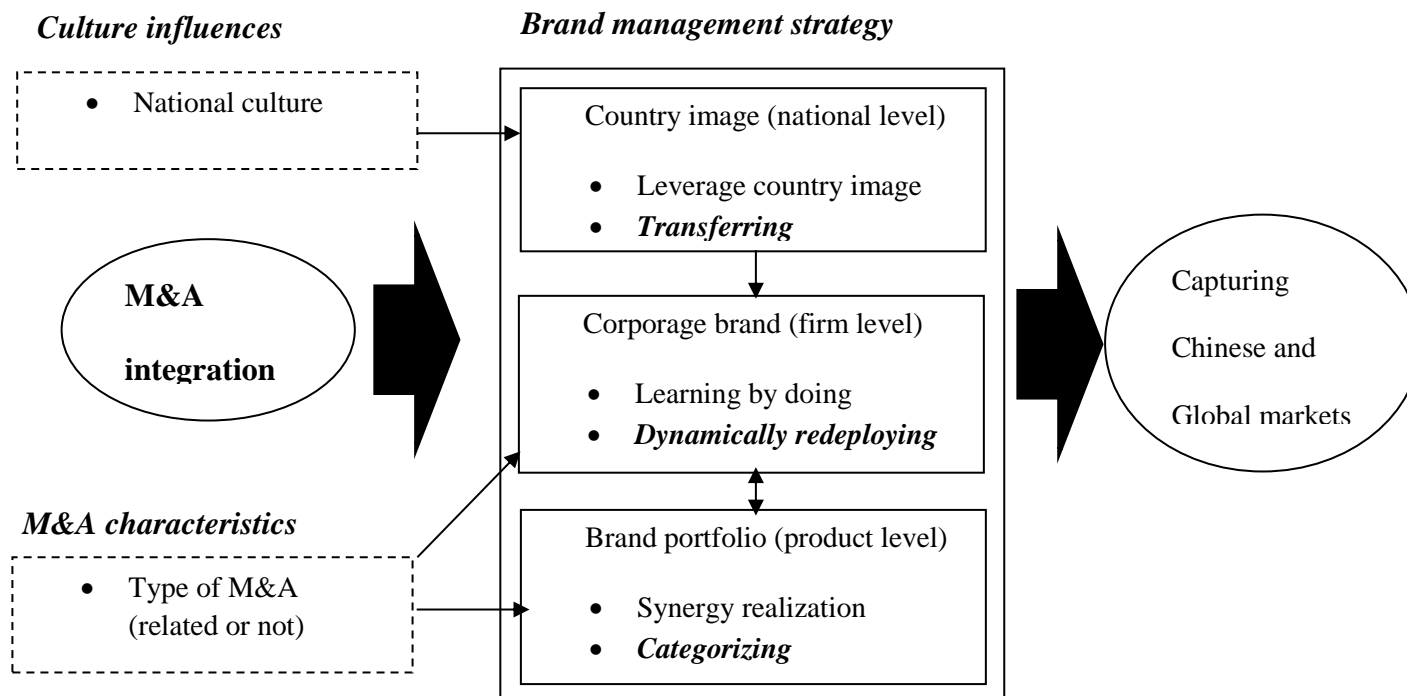 Culture influences
Brand management strategy
• National culture
Country image (national level)
• Leverage country image
• Transferring
M&A
integration
Corporage brand (firm level)
• Learning by doing
• Dynamically redeploying
Capturing
Chinese and
Global markets
M&A characteristics
• Type of M&A
(related or not)
Brand portfolio (product level)
• Synergy realization
• Categorizing